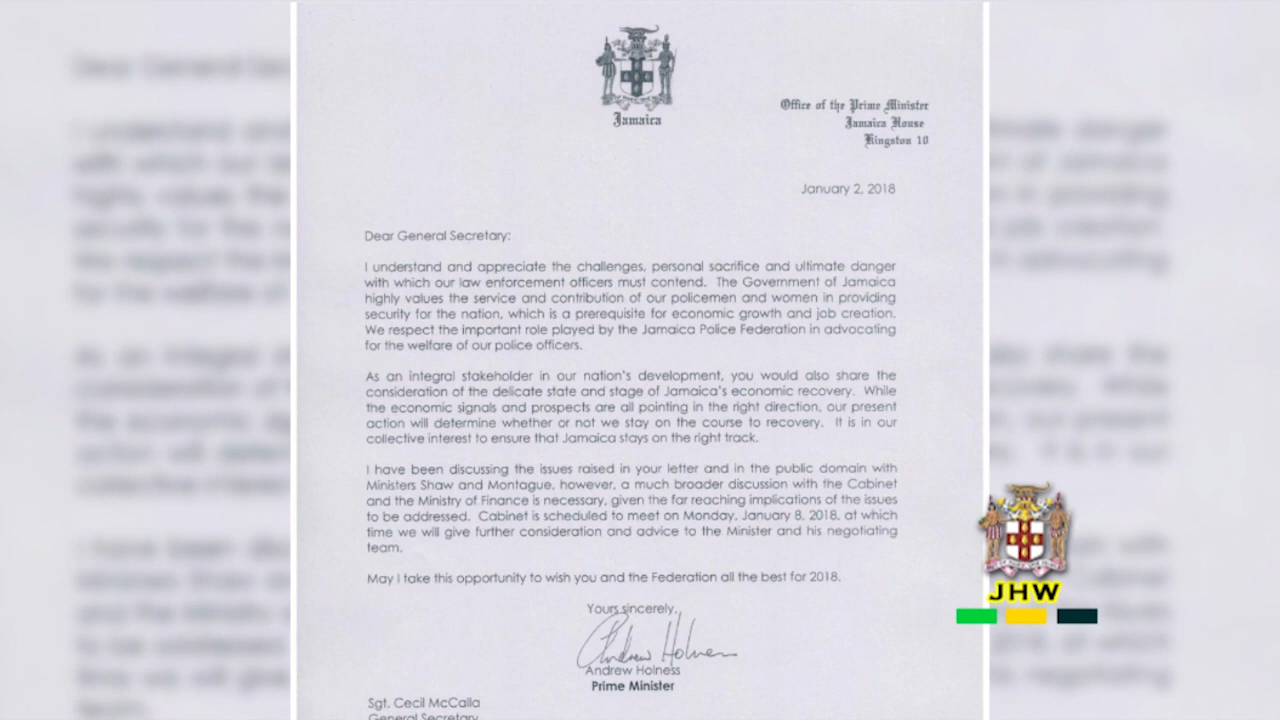 Jamaica
Office of the Prime Minister
Jamaica House
Kingston 10
January 2, 2018
Dear General Secretary:
I understand and appreciate the challenges, personal sacrifice and ultimate danger
with which our law enforcement officers must contend. The Government of Jamaica
highly values the service and contribution of our policemen and women in providing
security for the nation, which is a prerequisite for economic growth and job creation.
We respect the important role played by the Jamaica Police Federation in advocating
for the welfare of our police officers.
As an integral stakeholder in our nation's development, you would also share the
consideration of the delicate state and stage of Jamaica's economic recovery. While
the economic signals and prospects are all pointing in the right direction, our present
action will determine whether or not we stay on the course to recovery. It is in our
collective interest to ensure that Jamaica stays on the right track.
I have been discussing the issues raised in your letter and in the public domain with
Ministers Shaw and Montague, however, a much broader discussion with the Cabinet
and the Ministry of Finance is necessary, given the far reaching implications of the issues
to be addressed. Cabinet is scheduled to meet on Monday, January 8, 2018, at which
time we will give further consideration and advice to the Minister and his negotiating
team.
May I take this opportunity to wish you and the Federation all the best for 2018.
Yours sincerely,
Andrew Holness
Andrew Holness
Prime Minister
Sgt. Cecil McCalla
General Secretary
JHW